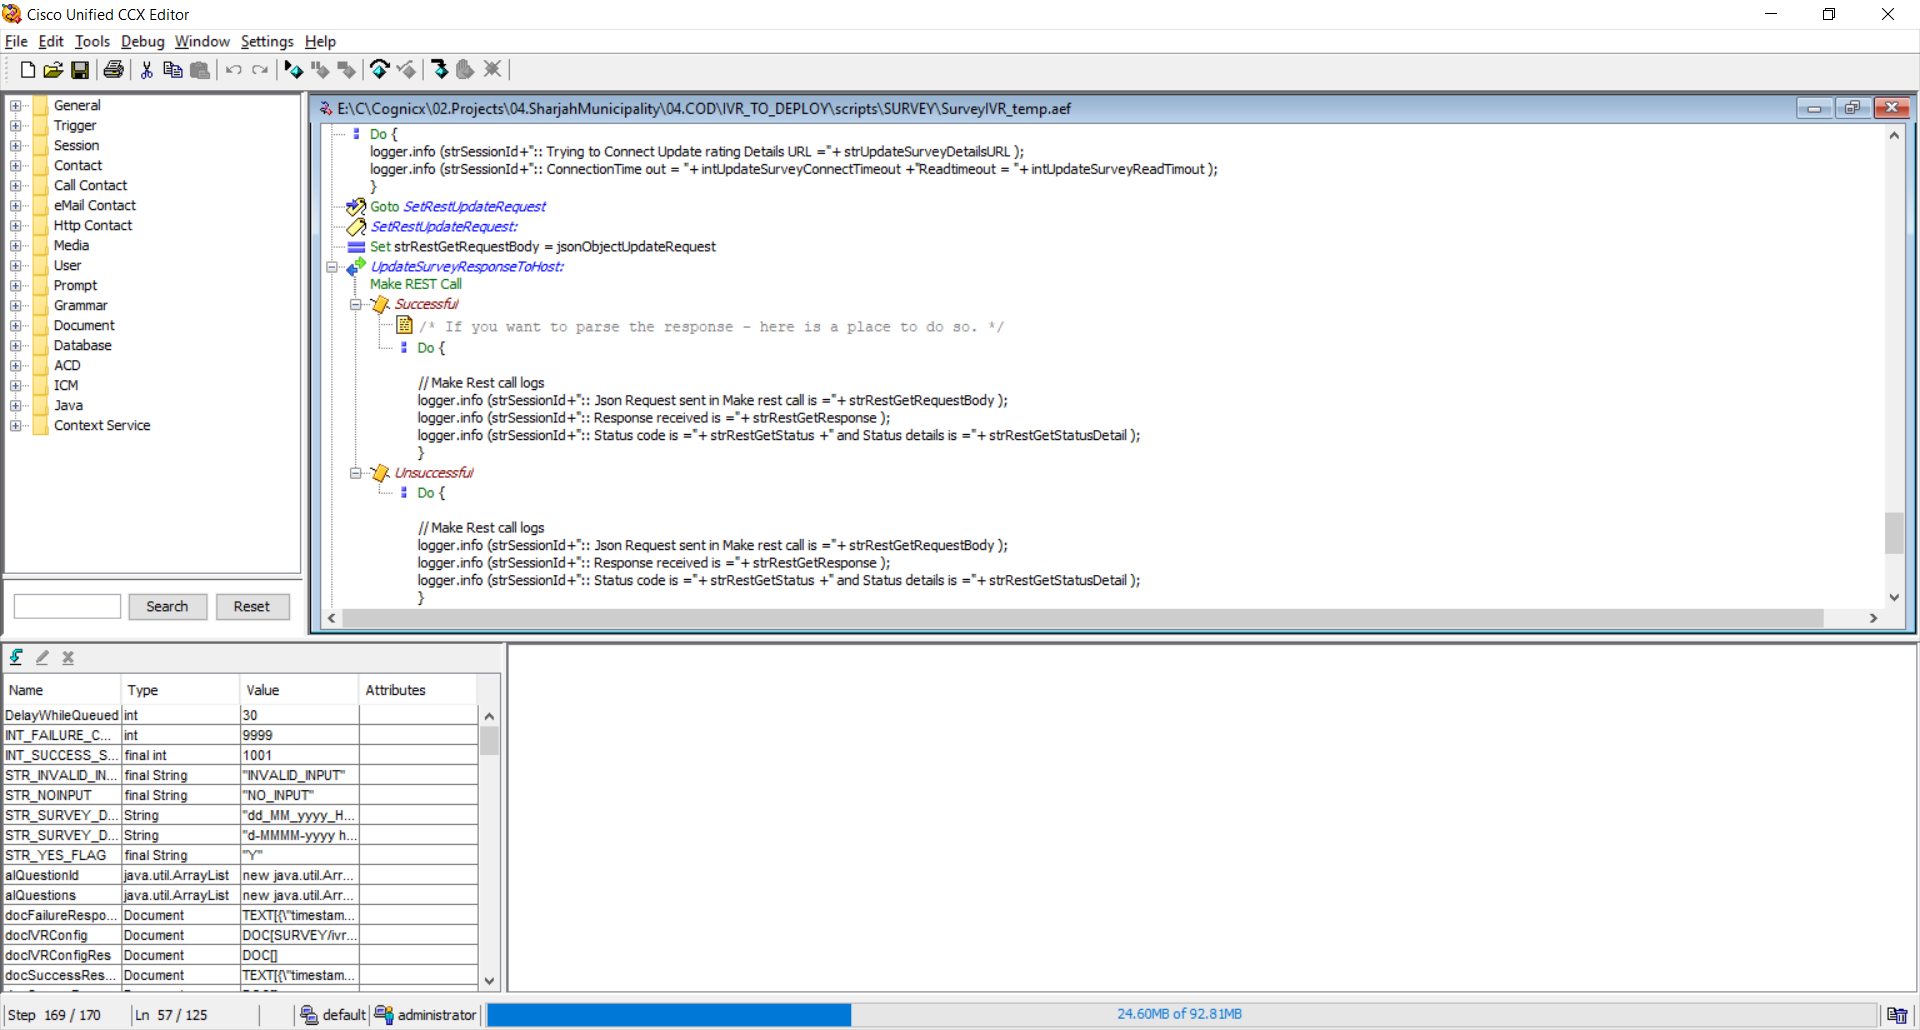 Cisco Unified CCX Editor
File Edit Tools Debug Window Settings Help
General
Trigger
Session
Contact
Call Contact
eMail Contact
Http Contact
Media
User
Prompt
Grammar
Document
Database
ACD
ICM
Java
Context Service
Search Reset
E:\C\Cognicx\02.Projects\04.SharjahMunicipality\04.COD\IVR_TO_DEPLOY\scripts\SURVEY\SurveyIVR_temp.aef
Do {
logger.info (strSessionId+":: Trying to Connect Update rating Details URL ="+ strUpdateSurveyDetailsURL );
logger.info (strSessionId+":: ConnectionTime out = "+ intUpdateSurveyConnectTimeout +"Readtimeout = "+ intUpdateSurveyReadTimout );
}
Goto SetRestUpdateRequest
SetRestUpdateRequest:
Set strRestGetRequestBody = jsonObjectUpdateRequest
UpdateSurveyResponseToHost:
Make REST Call
Successful
/* If you want to parse the response - here is a place to do so. */
Do {
// Make Rest call logs
logger.info (strSessionId+":: Json Request sent in Make rest call is ="+ strRestGetRequestBody );
logger.info (strSessionId+":: Response received is ="+ strRestGetResponse );
logger.info (strSessionId+":: Status code is ="+ strRestGetStatus +" and Status details is ="+ strRestGetStatusDetail );
}
Unsuccessful
Do {
// Make Rest call logs
logger.info (strSessionId+":: Json Request sent in Make rest call is ="+ strRestGetRequestBody );
logger.info (strSessionId+":: Response received is ="+ strRestGetResponse );
logger.info (strSessionId+":: Status code is ="+ strRestGetStatus +" and Status details is ="+ strRestGetStatusDetail );
}
Name Type Value Attributes
DelayWhileQueued int 30
INT_FAILURE_C... int 9999
INT_SUCCESS_S... final int 1001
STR_INVALID_IN... final String "INVALID_INPUT"
STR_NOINPUT final String "NO_INPUT"
STR_SURVEY_D... String "dd_MM_yyyy_H...
STR_SURVEY_D... String "d-MMMM-yyyy h...
STR_YES_FLAG final String "Y"
alQuestionId java.util.ArrayList new java.util.Arr...
alQuestions java.util.ArrayList new java.util.Arr...
docFailureRespo... Document TEXT[{\"timestam...
docIVRConfig Document DOC[SURVEY/ivr...
docIVRConfigRes Document DOC[]
docSuccessRes... Document TEXT[{\"timestam...
Step 169 / 170 Ln 57 / 125 default administrator 24.60MB of 92.81MB